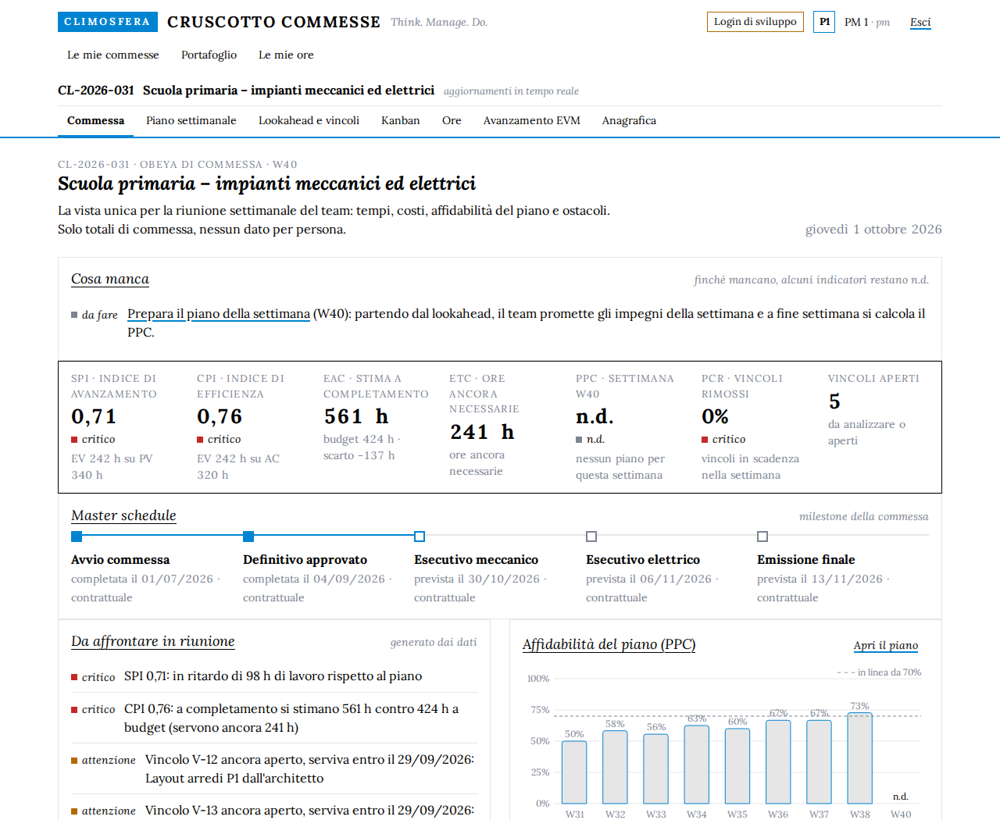 CLIMOSFERA CRUSCOTTO COMMESSE Think. Manage. Do. Login di sviluppo P1 PM 1 · pm Esci
Le mie commesse Portafoglio Le mie ore
CL-2026-031 Scuola primaria – impianti meccanici ed elettrici aggiornamenti in tempo reale
Commessa Piano settimanale Lookahead e vincoli Kanban Ore Avanzamento EVM Anagrafica
CL-2026-031 · OBEYA DI COMMESSA · W40
Scuola primaria – impianti meccanici ed elettrici
La vista unica per la riunione settimanale del team: tempi, costi, affidabilità del piano e ostacoli.
Solo totali di commessa, nessun dato per persona.
giovedì 1 ottobre 2026
Cosa manca
finché mancano, alcuni indicatori restano n.d.
da fare Prepara il piano della settimana (W40): partendo dal lookahead, il team promette gli impegni della settimana e a fine settimana si calcola il
PPC.
SPI · INDICE DI
AVANZAMENTO
0,71
critico
EV 242 h su PV
340 h
CPI · INDICE DI
EFFICIENZA
0,76
critico
EV 242 h su AC
320 h
EAC · STIMA A
COMPLETAMENTO
561 h
budget 424 h ·
scarto -137 h
ETC · ORE
ANCORA
NECESSARIE
241 h
ore ancora
necessarie
PPC · SETTIMANA
W40
n.d.
n.d.
nessun piano per
questa settimana
PCR · VINCOLI
RIMOSSI
0%
critico
vincoli in scadenza
nella settimana
VINCOLI APERTI
5
da analizzare o
aperti
Master schedule
milestone della commessa
Avvio commessa
completata il 01/07/2026 ·
contrattuale
Definitivo approvato
completata il 04/09/2026 ·
contrattuale
Esecutivo meccanico
prevista il 30/10/2026 ·
contrattuale
Esecutivo elettrico
prevista il 06/11/2026 ·
contrattuale
Emissione finale
prevista il 13/11/2026 ·
contrattuale
Da affrontare in riunione
generato dai dati
critico SPI 0,71: in ritardo di 98 h di lavoro rispetto al piano
critico CPI 0,76: a completamento si stimano 561 h contro 424 h a
budget (servono ancora 241 h)
attenzione Vincolo V-12 ancora aperto, serviva entro il 29/09/2026:
Layout arredi P1 dall'architetto
attenzione Vincolo V-13 ancora aperto, serviva entro il 29/09/2026:
Affidabilità del piano (PPC)
Apri il piano
in linea da 70%
100%
75%
50%
25%
0%
50% 58% 56% 63% 60% 67% 67% 73% n.d.
W31 W32 W33 W34 W35 W36 W37 W38 W40